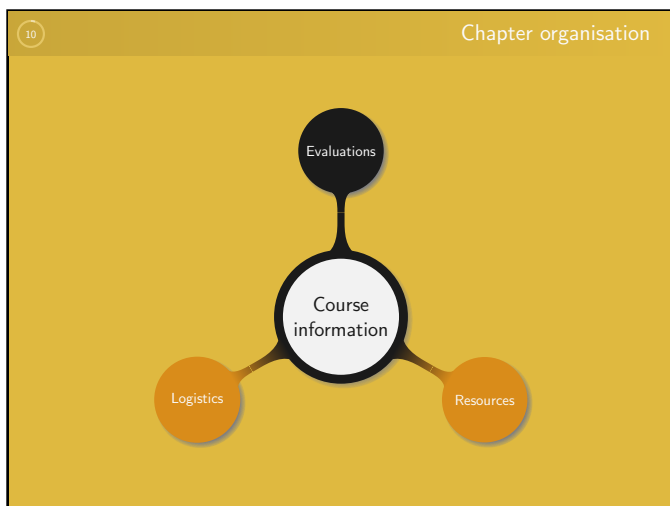 10
Chapter organisation
Evaluations
Course
information
Logistics
Resources